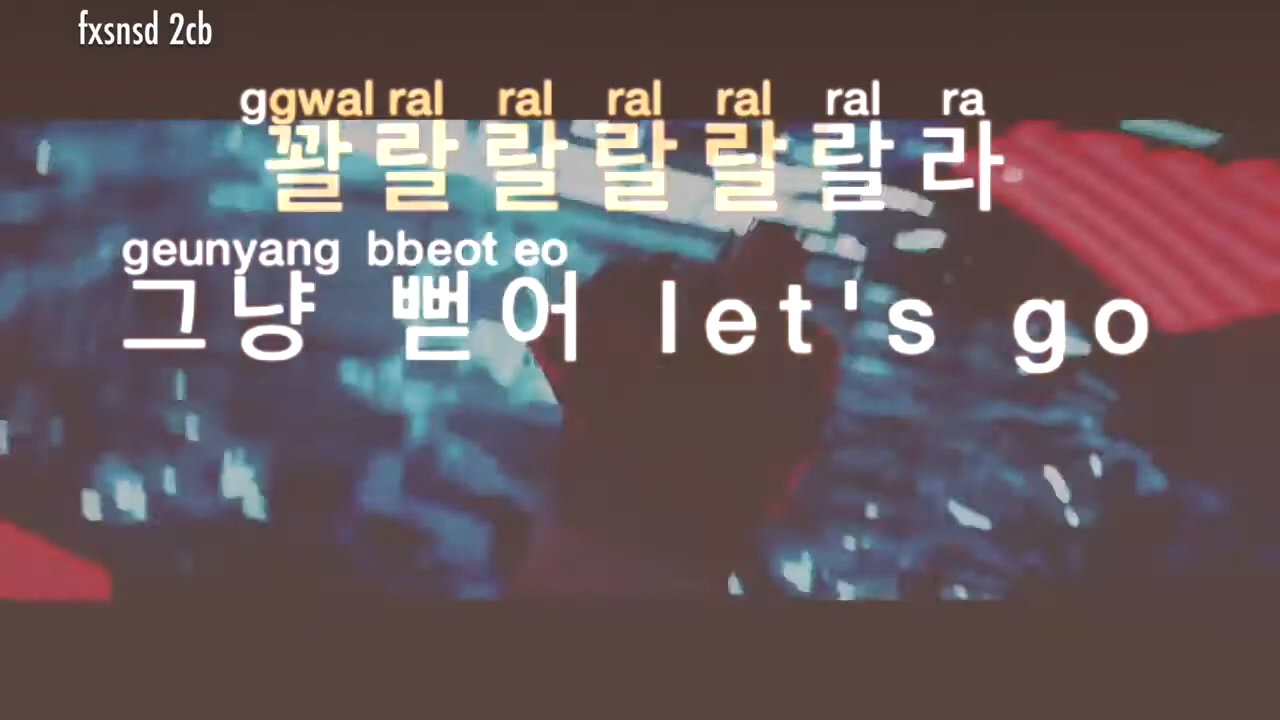 fxsnsd 2cb
ggwal ral ral ral ral ral ra
꽐랄랄랄랄랄라
geunyang bbeot eo
그냥 뻗어 let's go